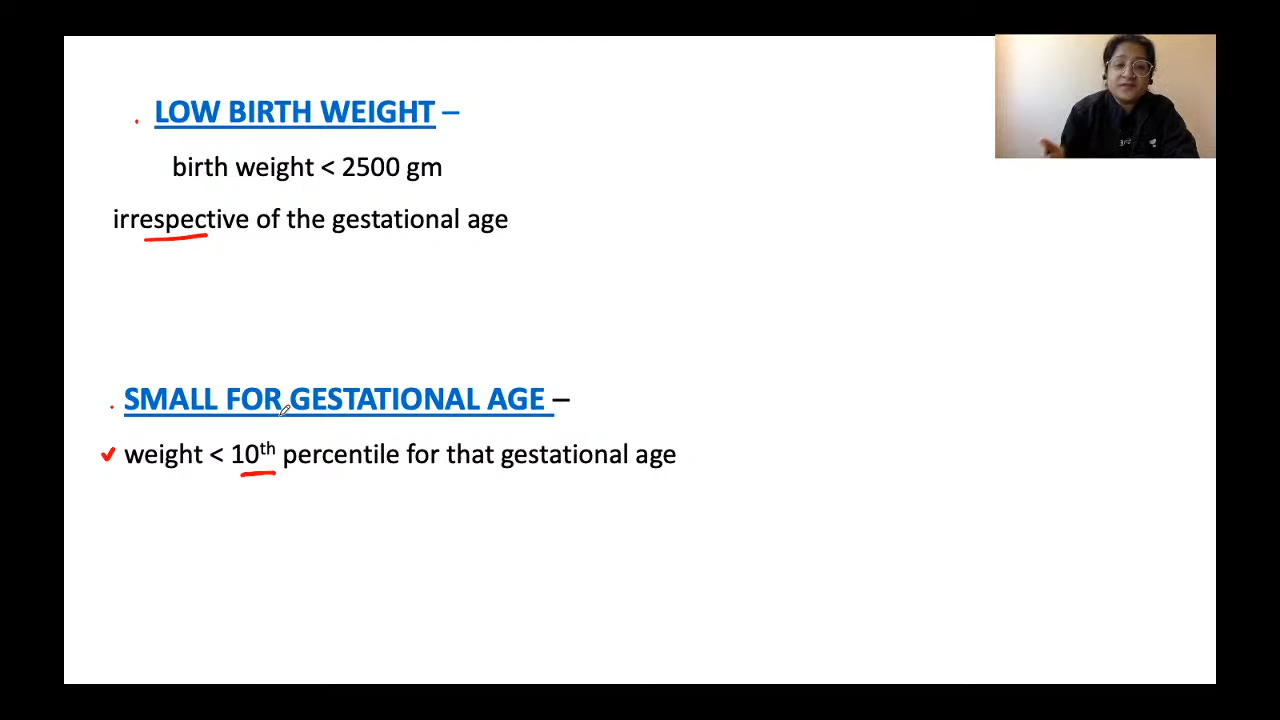 LOW BIRTH WEIGHT –
birth weight < 2500 gm
irrespective of the gestational age
SMALL FOR GESTATIONAL AGE –
weight < 10th percentile for that gestational age